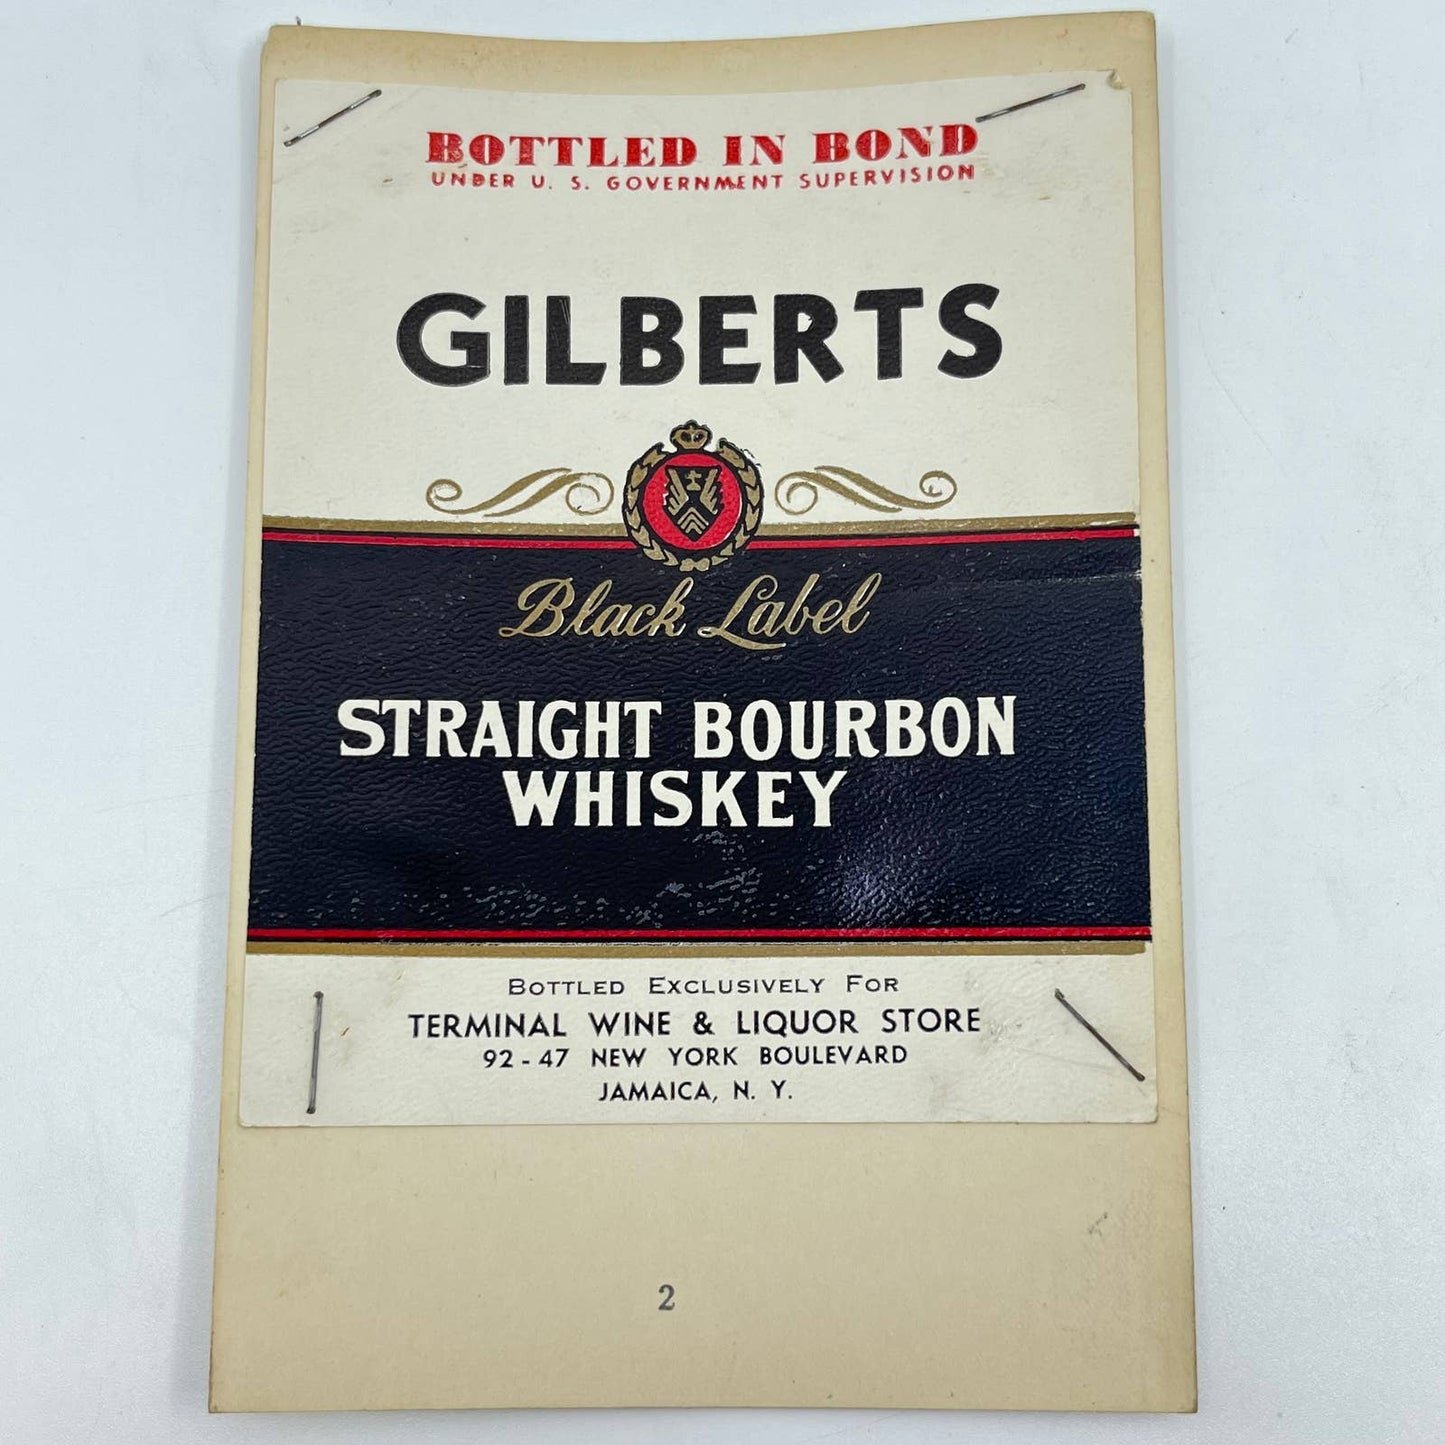 BOTTLED IN BOND
UNDER U. S. GOVERNMENT SUPERVISION
GILBERTS
Black Label
STRAIGHT BOURBON
WHISKEY
BOTTLED EXCLUSIVELY FOR
TERMINAL WINE & LIQUOR STORE
92-47 NEW YORK BOULEVARD
JAMAICA, N. Y.
2